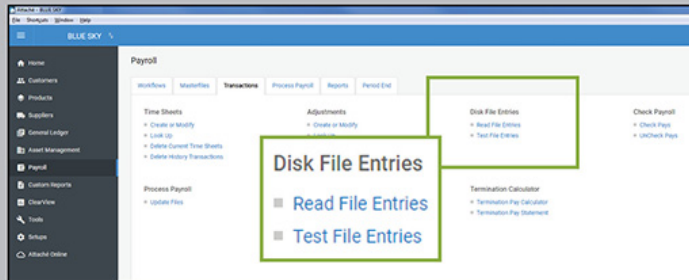 Attaché - BLUE SKY
File Shortcuts Window Help
BLUE SKY
Home
Customers
Products
Suppliers
General Ledger
Asset Management
Payroll
Custom Reports
ClearView
Tools
Setups
Attaché Online
Payroll
Workflows Masterfiles Transactions Process Payroll Reports Period End
Time Sheets
Create or Modify
Look Up
Delete Current Time Sheets
Delete History Transactions
Adjustments
Create or Modify
Disk File Entries
Read File Entries
Test File Entries
Check Payroll
Check Pays
UnCheck Pays
Process Payroll
Update Files
Disk File Entries
Read File Entries
Test File Entries
Termination Calculator
Termination Pay Calculator
Termination Pay Statement